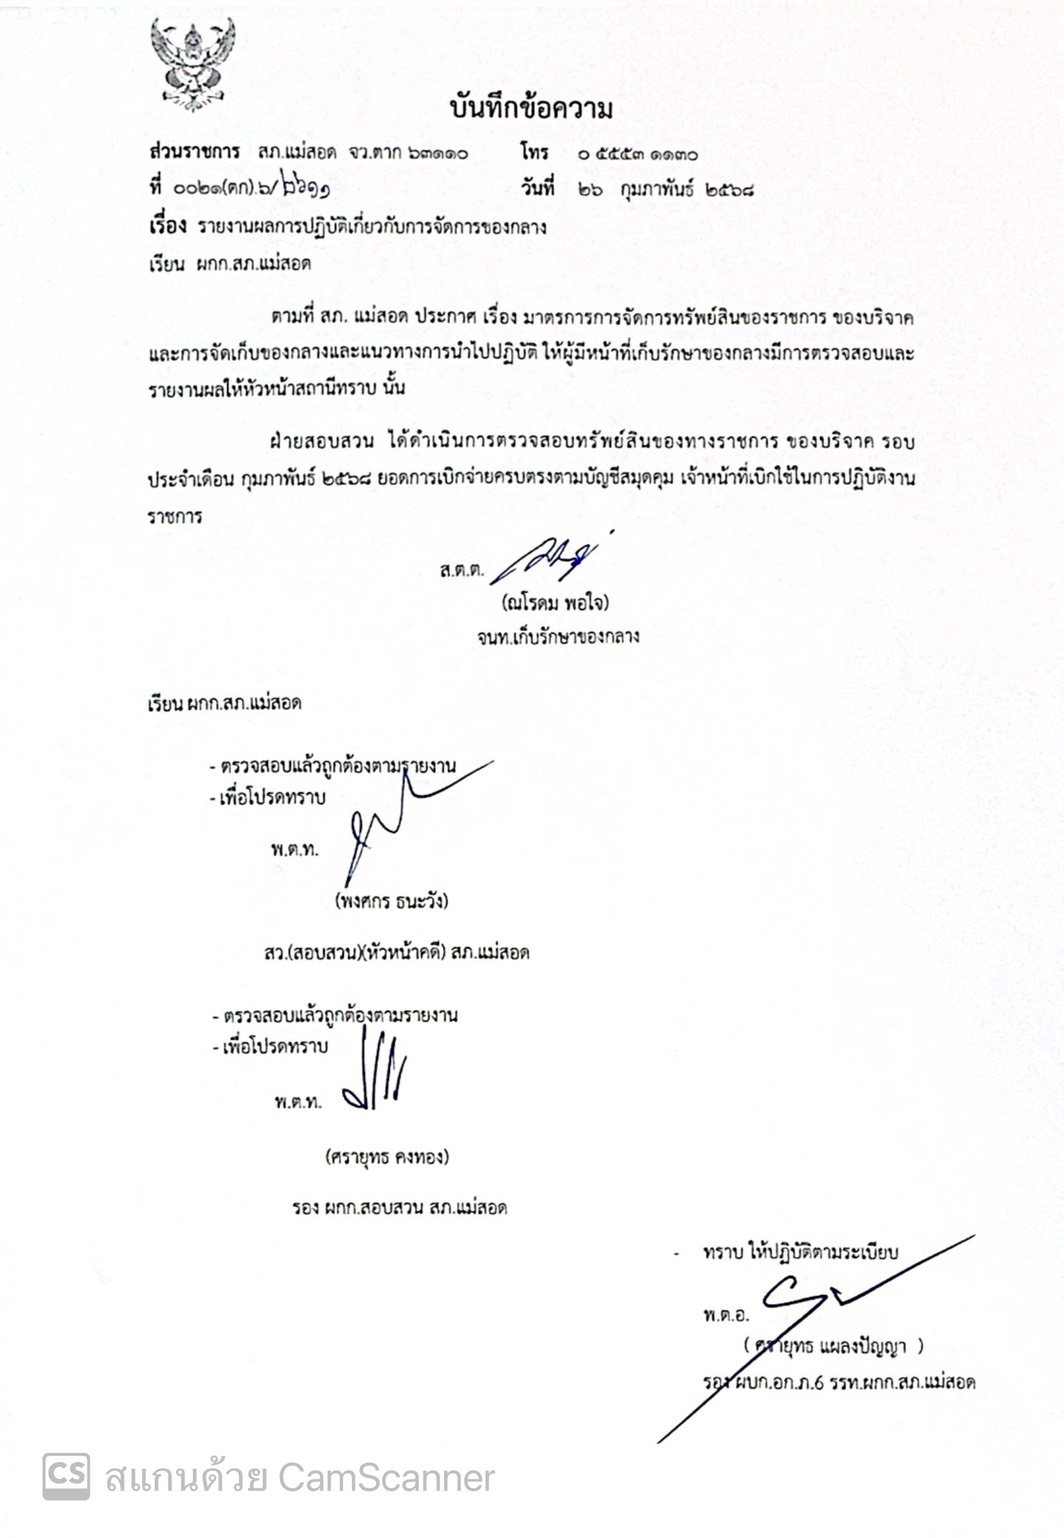 บันทึกข้อความ
ส่วนราชการ สภ.แม่สอด จว.ตาก ๖๓๑๑๐ โทร ๐ ๕๕๕๓ ๑๑๓๐
ที่ ๐๐๒๑(ตก).๖/๒๖๑๑ วันที่ ๒๖ กุมภาพันธ์ ๒๕๖๘
เรื่อง รายงานผลการปฏิบัติเกี่ยวกับการจัดการของกลาง
เรียน ผกก.สภ.แม่สอด
ตามที่ สภ. แม่สอด ประกาศ เรื่อง มาตรการการจัดการทรัพย์สินของราชการ ของบริจาค
และการจัดเก็บของกลางและแนวทางการนำไปปฏิบัติ ให้ผู้มีหน้าที่เก็บรักษาของกลางมีการตรวจสอบและ
รายงานผลให้หัวหน้าสถานีทราบ นั้น
ฝ่ายสอบสวน ได้ดำเนินการตรวจสอบทรัพย์สินของทางราชการ ของบริจาค รอบ
ประจำเดือน กุมภาพันธ์ ๒๕๖๘ ยอดการเบิกจ่ายครบตรงตามบัญชีสมุดคุม เจ้าหน้าที่เบิกใช้ในการปฏิบัติงาน
ราชการ
ส.ต.ต.
(ณโรดม พอใจ)
จนท.เก็บรักษาของกลาง
เรียน ผกก.สภ.แม่สอด
- ตรวจสอบแล้วถูกต้องตามรายงาน
- เพื่อโปรดทราบ
พ.ต.ท.
(พงศกร ธนะวัง)
สว.(สอบสวน)(หัวหน้าคดี) สภ.แม่สอด
- ตรวจสอบแล้วถูกต้องตามรายงาน
- เพื่อโปรดทราบ
พ.ต.ท.
(ศรายุทธ คงทอง)
รอง ผกก.สอบสวน สภ.แม่สอด
- ทราบ ให้ปฏิบัติตามระเบียบ
พ.ต.อ.
( ศรายุทธ แผลงปัญญา )
รอง ผบก.อก.ภ.6 รรท.ผกก.สภ.แม่สอด
CS สแกนด้วย CamScanner